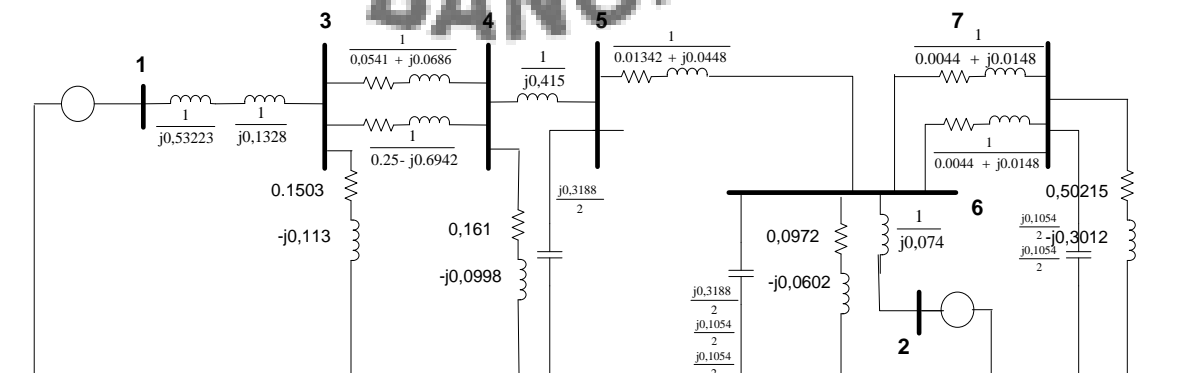 BANG
3
4
5
7
1
1
0,0541 + j0.0686
1
j0,415
1
0.01342 + j0.0448
1
0.0044 + j0.0148
1
j0,53223
1
j0,1328
1
0.25- j0.6942
1
0.0044 + j0.0148
0.1503
-j0,113
0,161
-j0,0998
j0,3188
2
6
0,50215
-j0,3012
j0,1054
2
j0,1054
2
0,0972
-j0,0602
1
j0,074
j0,3188
2
j0,1054
2
j0,1054
2
2